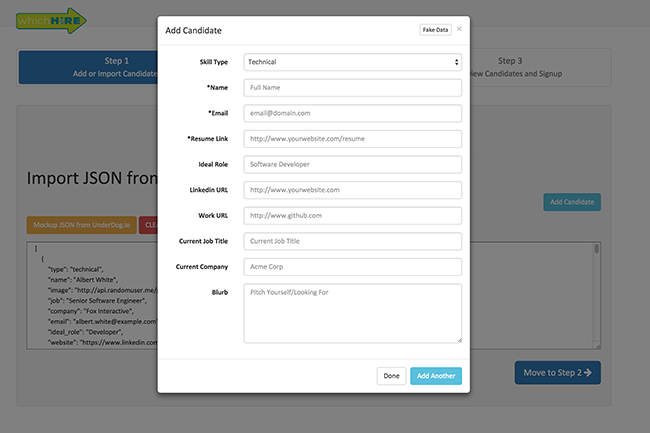 whichHIRE
Add Candidate
Fake Data
×
Skill Type
Technical
*Name
Full Name
*Email
email@domain.com
*Resume Link
http://www.yourwebsite.com/resume
Ideal Role
Software Developer
Linkedin URL
http://www.yourwebsite.com
Work URL
http://www.github.com
Current Job Title
Current Job Title
Current Company
Acme Corp
Blurb
Pitch Yourself/Looking For
Done
Add Another
Step 1
Add or Import Candidate
Step 3
iew Candidates and Signup
Import JSON from
Add Candidate
Mockup JSON from UnderDog.io
CLE
[
{
"type": "technical",
"name": "Albert White",
"image": "http://api.randomuser.me/
"job": "Senior Software Engineer",
"company": "Fox Interactive",
"email": "albert.white@example.com"
"ideal_role": "Developer",
"website": "https://www.linkedin.com
Move to Step 2